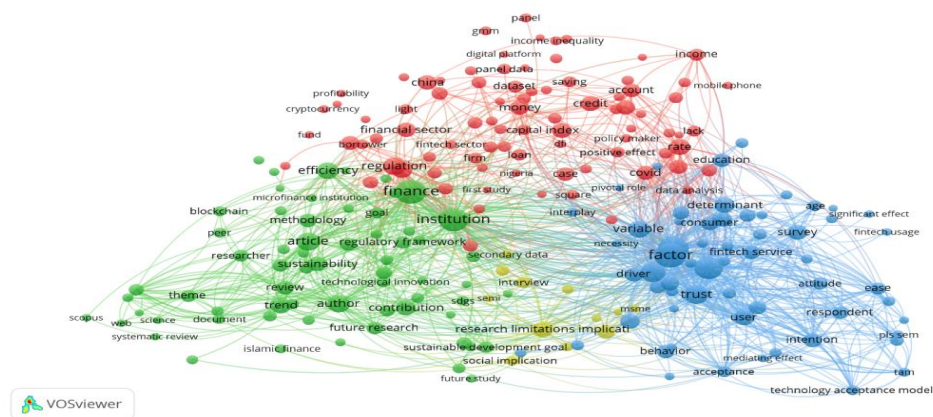 panel
gmm
income inequality
digital platform
income
panel data
china
dataset
saving
mobile phone
account
profitability
money
credit
cryptocurrency
light
fund
financial sector
capital index
borrower
fintech sector
dfi
policy maker
lack
firm
loan
positive effect
rate
education
efficiency
regulation
nigeria
case
covid
finance
first study
square
pivotal role
data analysis
microfinance institution
blockchain
goal
institution
interplay
determinant
age
methodology
consumer
significant effect
peer
variable
survey
fintech usage
article
regulatory framework
necessity
researcher
secondary data
factor
fintech service
sustainability
driver
review
technological innovation
interview
attitude
ease
theme
sdgs
semi
trust
trend
author
contribution
msme
respondent
scopus
web
science
document
user
future research
research limitations implicati
systematic review
intention
pls sem
islamic finance
sustainable development goal
behavior
social implication
mediating effect
acceptance
tam
future study
technology acceptance model
VOSviewer